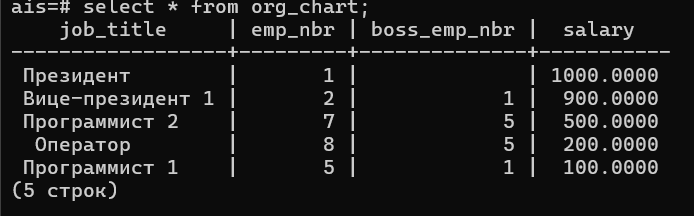 ais=# select * from org_chart;
    job_title     | emp_nbr | boss_emp_nbr |  salary
------------------+---------+--------------+-----------
 Президент        |       1 |              | 1000.0000
 Вице-президент 1 |       2 |            1 |  900.0000
 Программист 2    |       7 |            5 |  500.0000
  Оператор        |       8 |            5 |  200.0000
 Программист 1    |       5 |            1 |  100.0000
(5 строк)